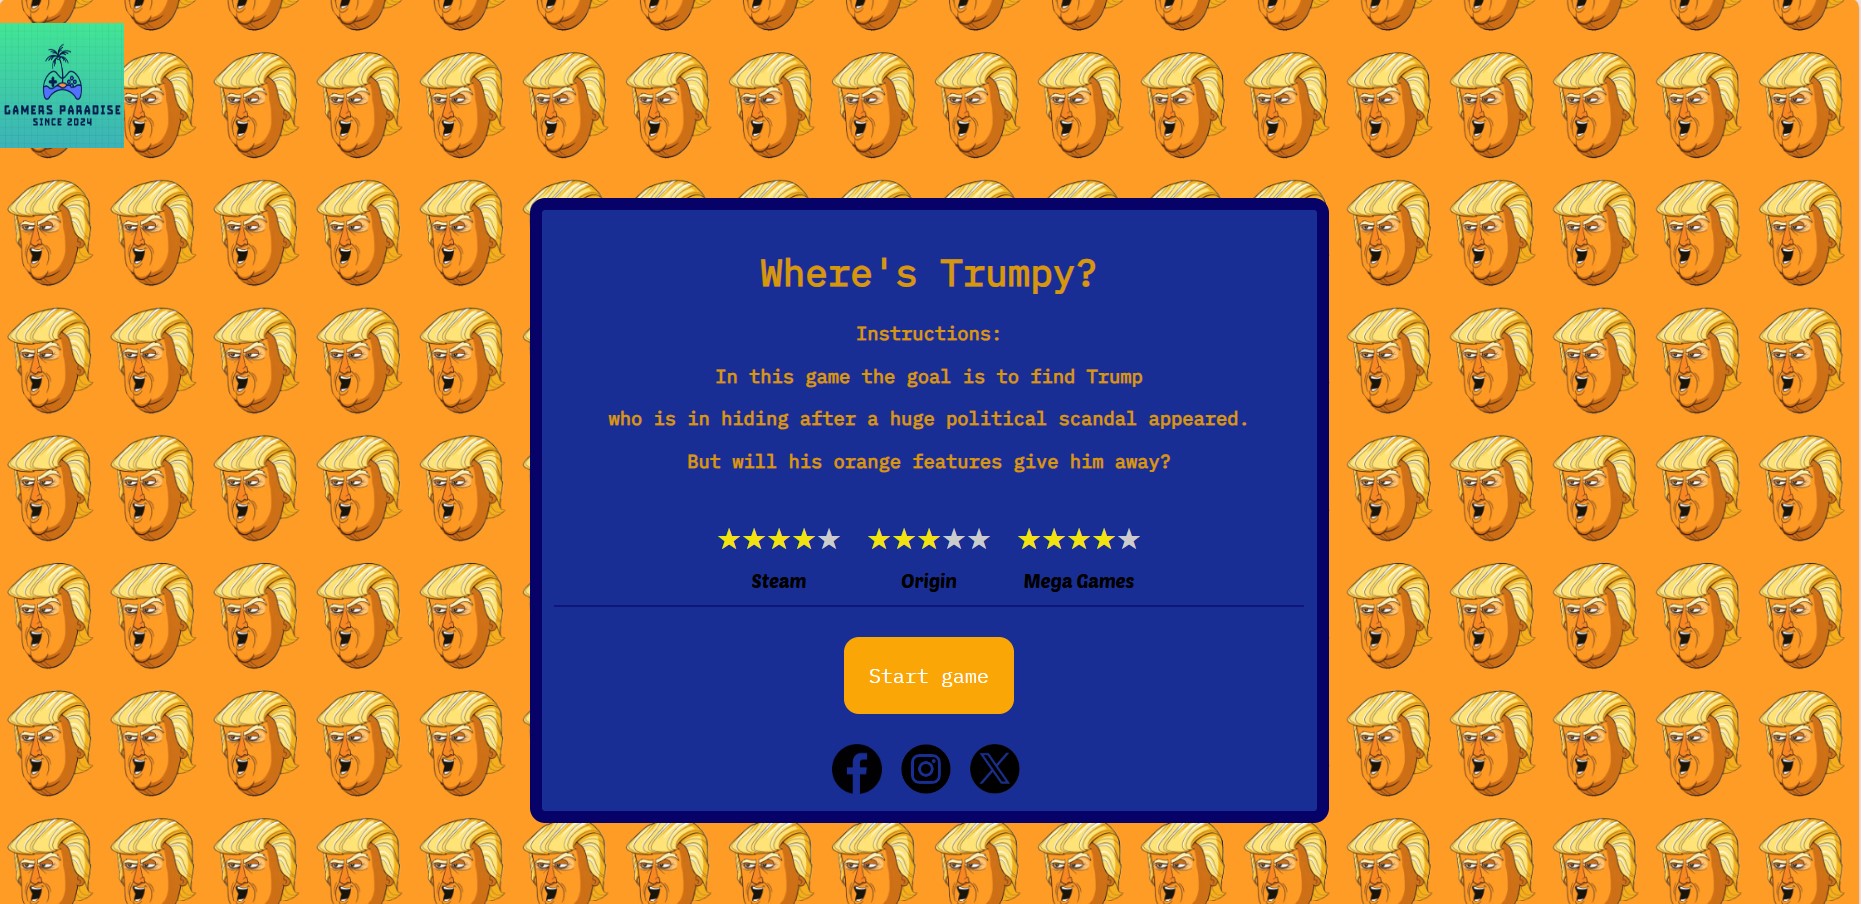 GAMERS PARADISE
SINCE 2024
Where's Trumpy?
Instructions:
In this game the goal is to find Trump
who is in hiding after a huge political scandal appeared.
But will his orange features give him away?
Steam
Origin
Mega Games
Start game